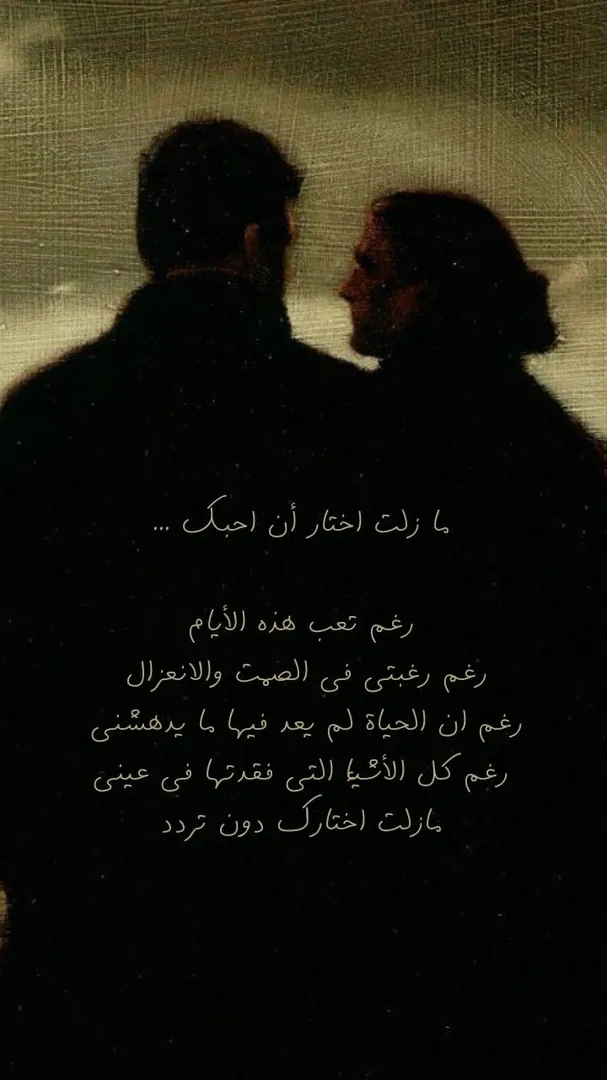 ما زلت اختار أن احبك ...
رغم تعب هذه الأيام
رغم رغبتى فى الصمت والانعزال
رغم ان الحياة لم يعد فيها ما يدهشنى
رغم كل الأشياء التى فقدتها فى عينى
مازلت اختارك دون تردد